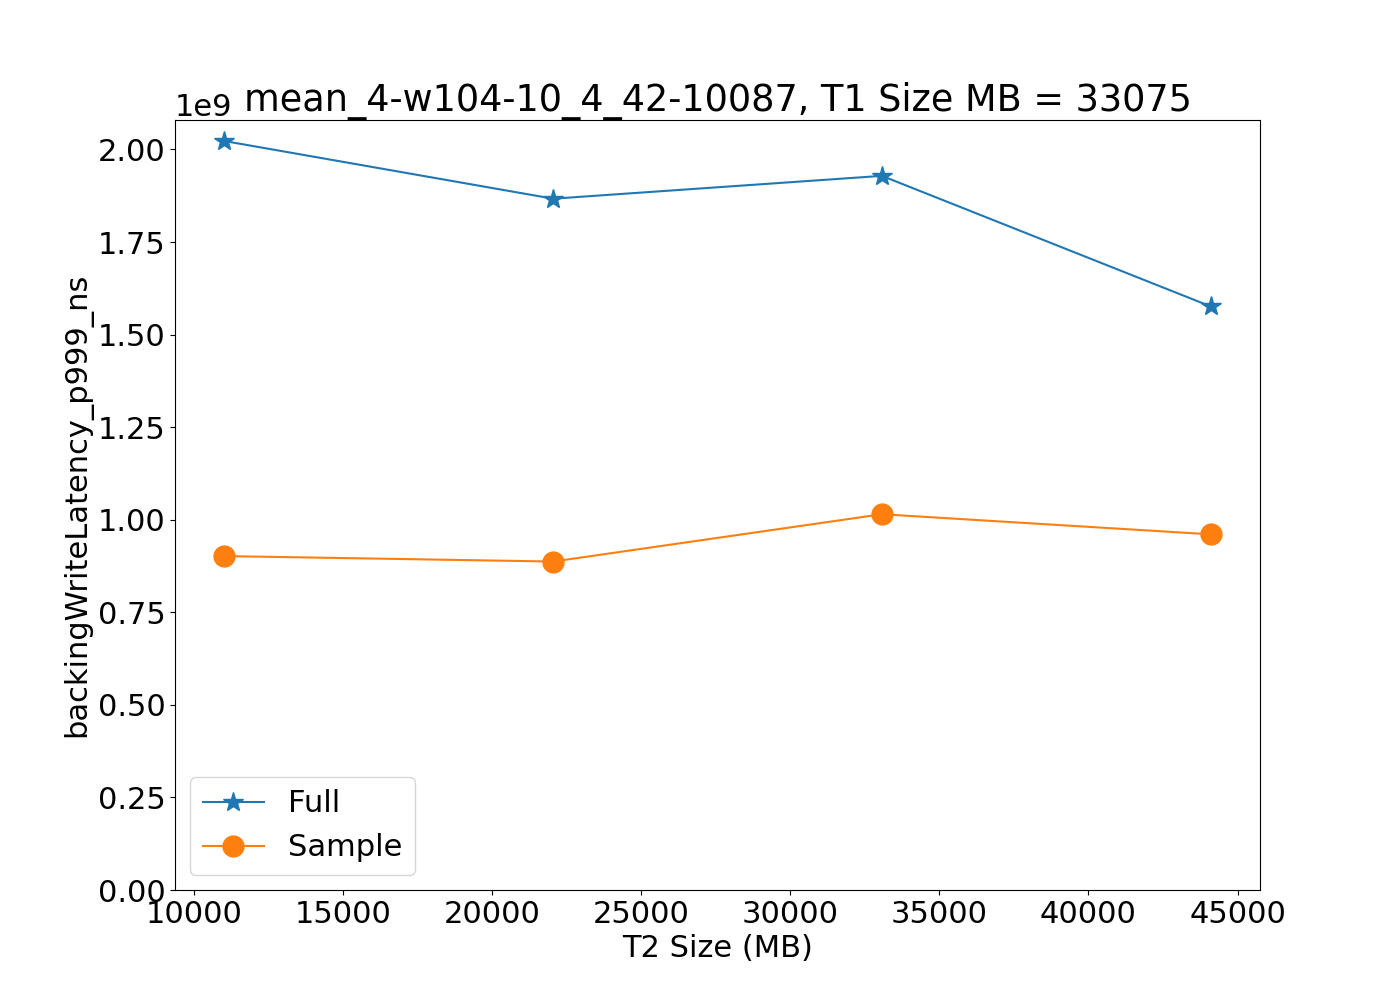 1e9
mean_4-w104-10_4_42-10087, T1 Size MB = 33075
backingWriteLatency_p999_ns
2.00
1.75
1.50
1.25
1.00
0.75
0.50
0.25
0.00
Full
Sample
10000 15000 20000 25000 30000 35000 40000 45000
T2 Size (MB)